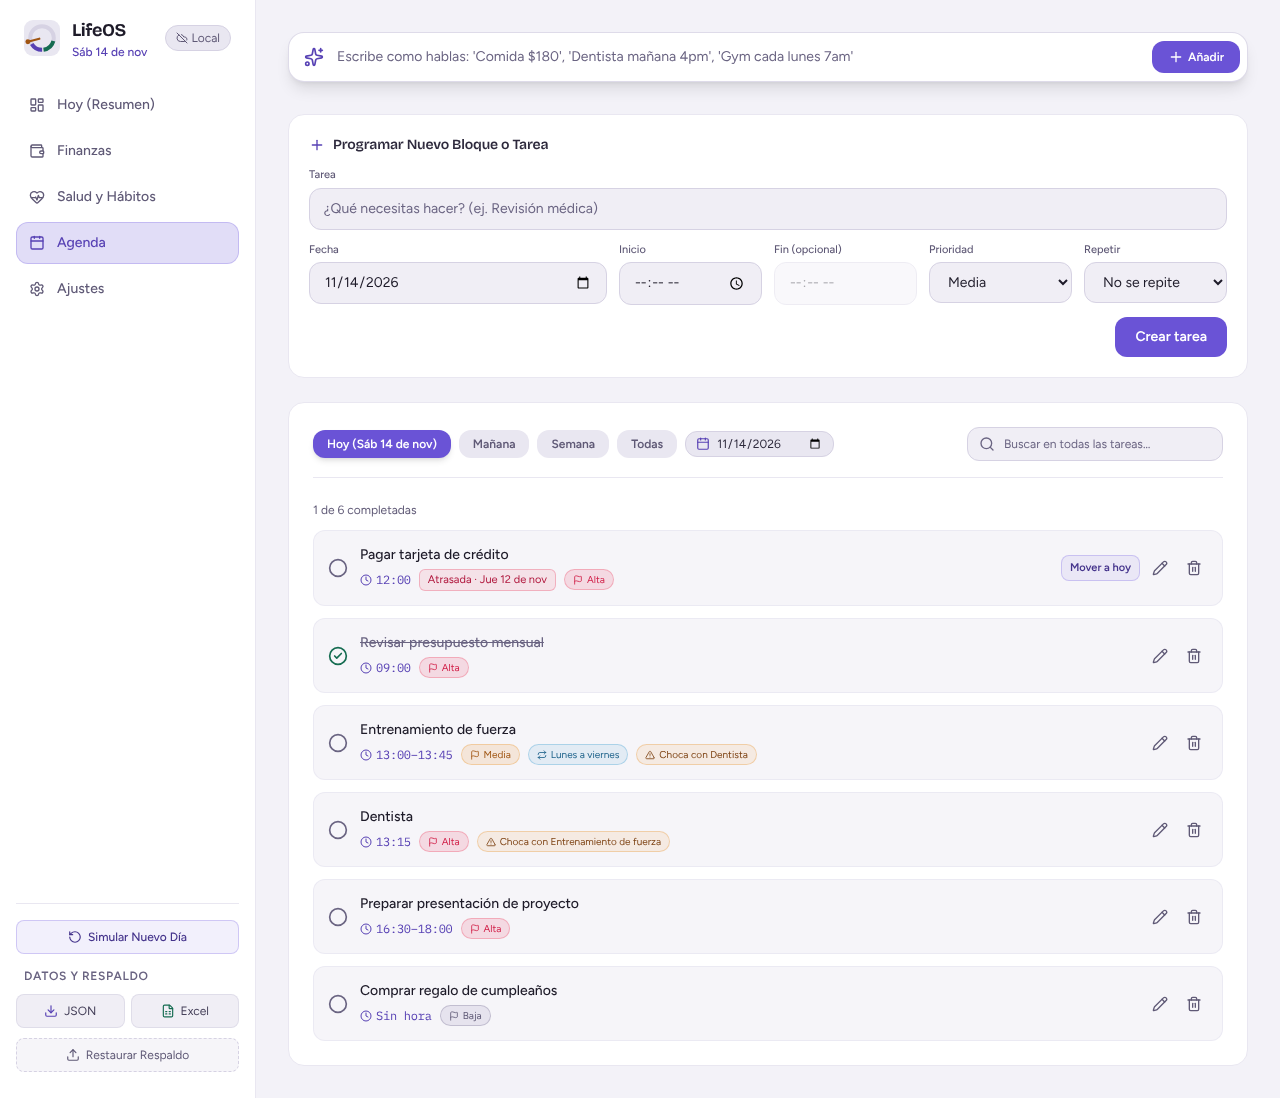 LifeOS
Sáb 14 de nov
Local
Hoy (Resumen)
Finanzas
Salud y Hábitos
Agenda
Ajustes
Simular Nuevo Día
DATOS Y RESPALDO
JSON
Excel
Restaurar Respaldo
Escribe como hablas: 'Comida $180', 'Dentista mañana 4pm', 'Gym cada lunes 7am'
Añadir
Programar Nuevo Bloque o Tarea
Tarea
¿Qué necesitas hacer? (ej. Revisión médica)
Fecha
Inicio
Fin (opcional)
Prioridad
Repetir
11/14/2026
--:-- --
--:-- --
Media
No se repite
Crear tarea
Hoy (Sáb 14 de nov)
Mañana
Semana
Todas
11/14/2026
Buscar en todas las tareas...
1 de 6 completadas
Pagar tarjeta de crédito
12:00
Atrasada · Jue 12 de nov
Alta
Mover a hoy
Revisar presupuesto mensual
09:00
Alta
Entrenamiento de fuerza
13:00–13:45
Media
Lunes a viernes
Choca con Dentista
Dentista
13:15
Alta
Choca con Entrenamiento de fuerza
Preparar presentación de proyecto
16:30–18:00
Alta
Comprar regalo de cumpleaños
Sin hora
Baja